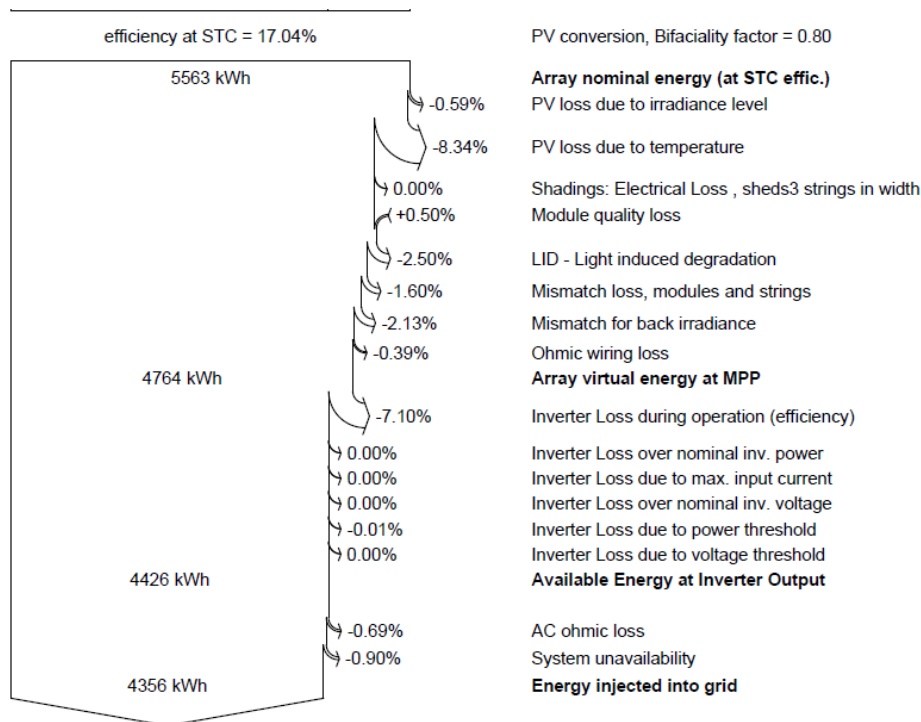 efficiency at STC = 17.04% PV conversion, Bifaciality factor = 0.80
5563 kWh Array nominal energy (at STC effic.)
-0.59% PV loss due to irradiance level
-8.34% PV loss due to temperature
0.00% Shadings: Electrical Loss , sheds3 strings in width
+0.50% Module quality loss
-2.50% LID - Light induced degradation
-1.60% Mismatch loss, modules and strings
-2.13% Mismatch for back irradiance
-0.39% Ohmic wiring loss
4764 kWh Array virtual energy at MPP
-7.10% Inverter Loss during operation (efficiency)
0.00% Inverter Loss over nominal inv. power
0.00% Inverter Loss due to max. input current
0.00% Inverter Loss over nominal inv. voltage
-0.01% Inverter Loss due to power threshold
0.00% Inverter Loss due to voltage threshold
4426 kWh Available Energy at Inverter Output
-0.69% AC ohmic loss
-0.90% System unavailability
4356 kWh Energy injected into grid